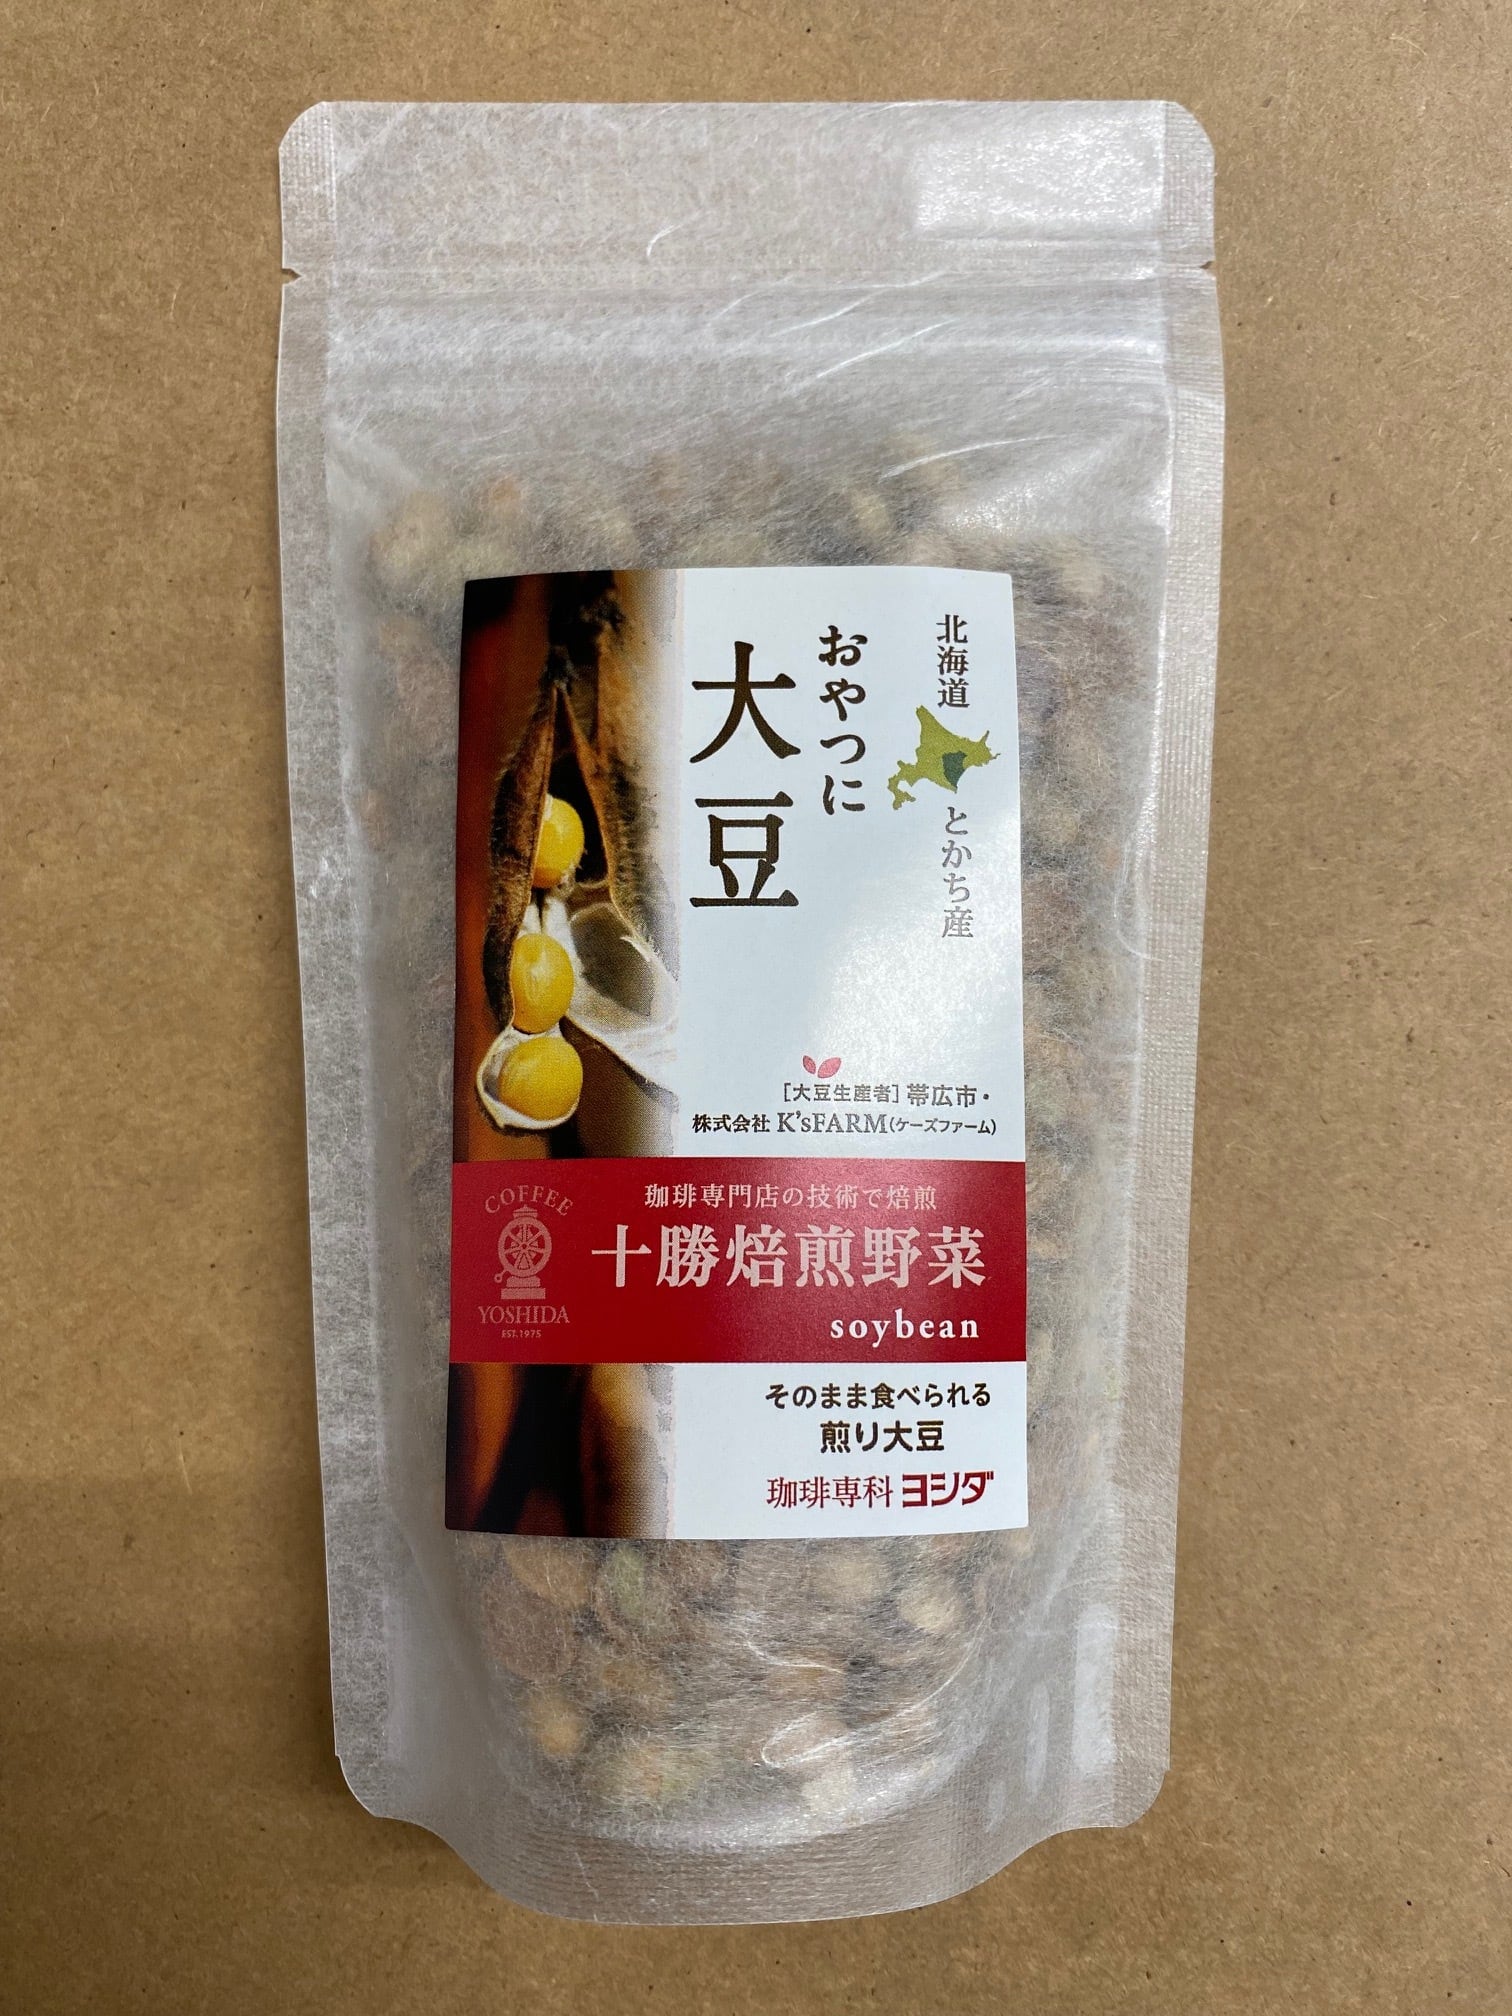 北海道
とかち産
おやつに
大豆
[大豆生産者] 帯広市・
株式会社 K'sFARM(ケーズファーム)
COFFEE
YOSHIDA
EST.1975
珈琲専門店の技術で焙煎
十勝焙煎野菜
soybean
そのまま食べられる
煎り大豆
珈琲専科 ヨシダ